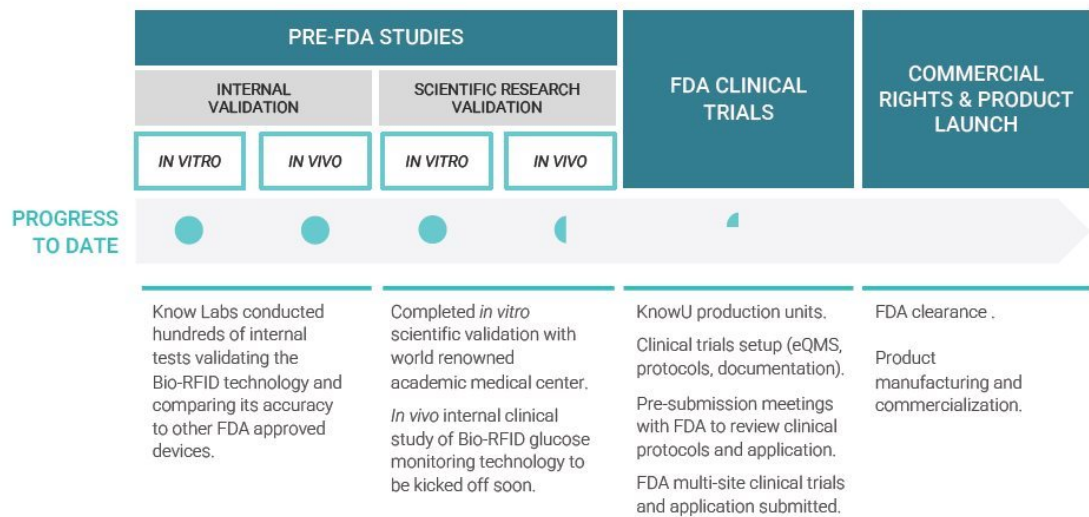 PRE-FDA STUDIES
INTERNAL
VALIDATION
SCIENTIFIC RESEARCH
VALIDATION
IN VITRO
IN VIVO
IN VITRO
IN VIVO
FDA CLINICAL
TRIALS
COMMERCIAL
RIGHTS & PRODUCT
LAUNCH
PROGRESS
TO DATE
Know Labs conducted
hundreds of internal
tests validating the
Bio-RFID technology and
comparing its accuracy
to other FDA approved
devices.
Completed in vitro
scientific validation with
world renowned
academic medical center.
In vivo internal clinical
study of Bio-RFID glucose
monitoring technology to
be kicked off soon.
KnowU production units.
Clinical trials setup (eQMS,
protocols, documentation).
Pre-submission meetings
with FDA to review clinical
protocols and application.
FDA multi-site clinical trials
and application submitted.
FDA clearance .
Product
manufacturing and
commercialization.